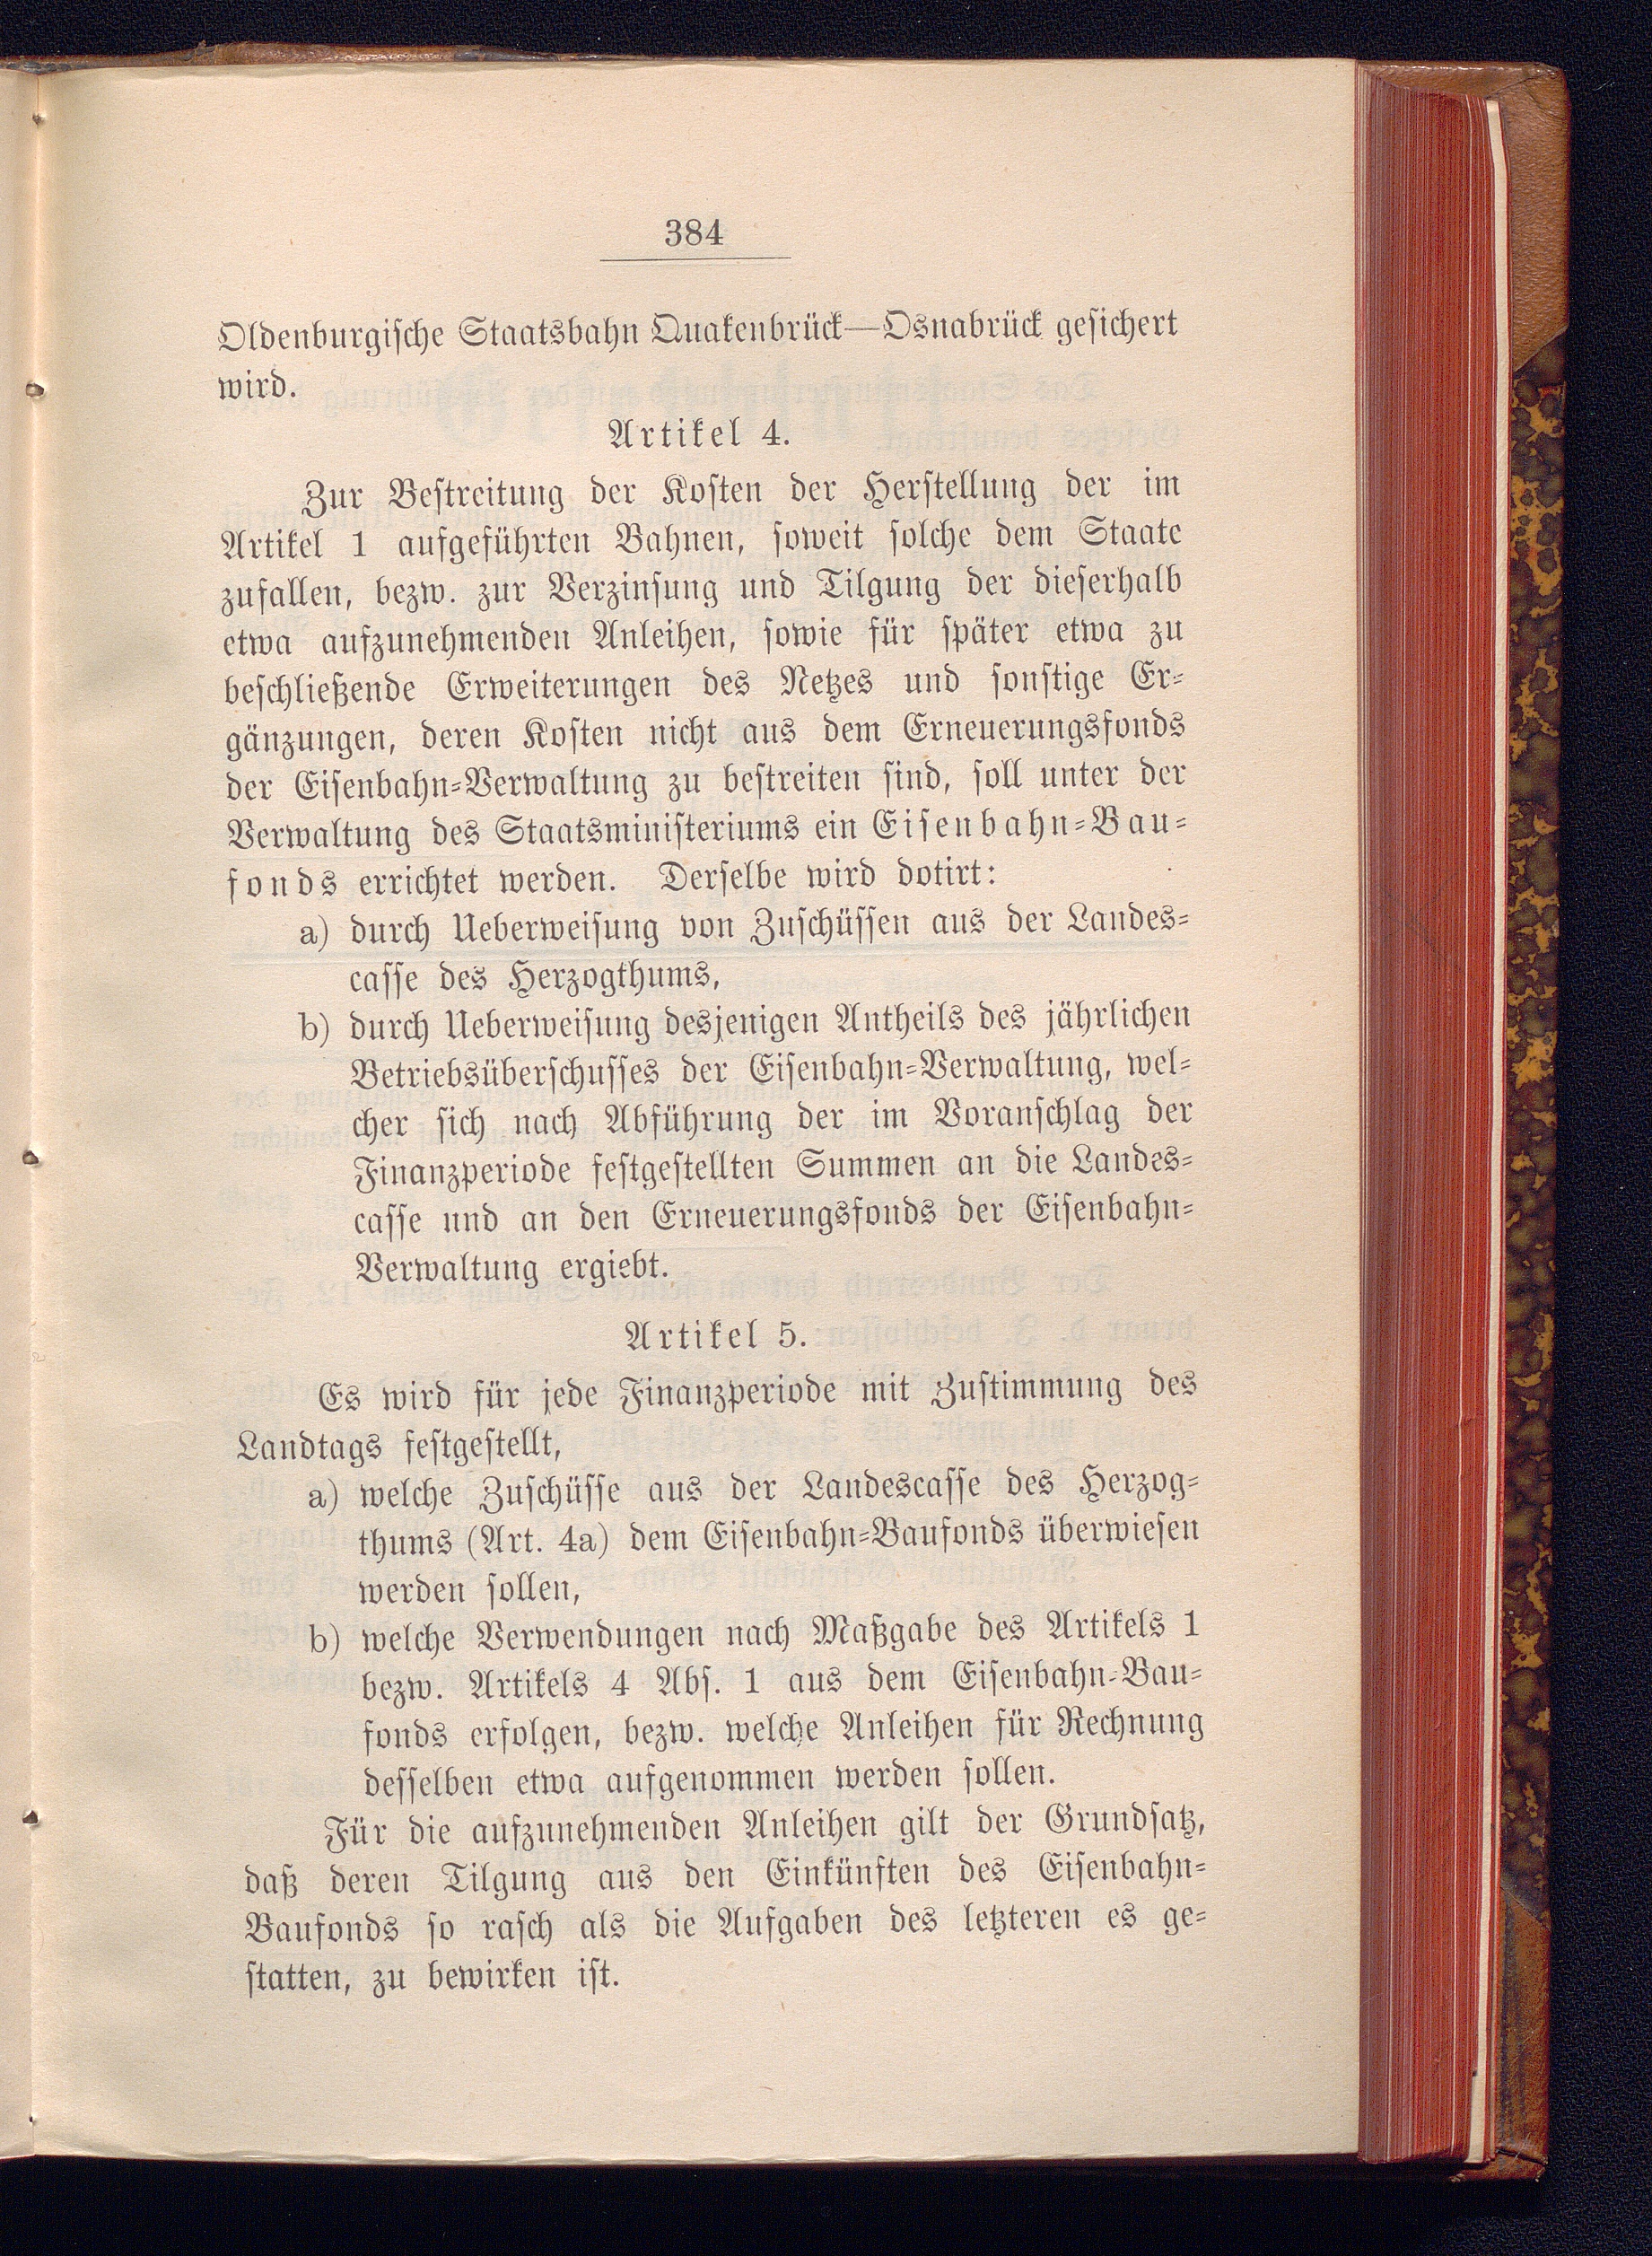 384
Oldenburgische Staatsbahn Quakenbrück—Osnabrück gesichert
wird.
Artikel 4.
Zur Bestreitung der Kosten der Herstellung der im
Artikel 1 aufgeführten Bahnen, soweit solche dem Staate
zufallen, bezw. zur Verzinsung und Tilgung der dieserhalb
etwa aufzunehmenden Anleihen, sowie für später etwa zu
beschließende Erweiterungen des Netzes und sonstige Er-
gänzungen, deren Kosten nicht aus dem Erneuerungsfonds
der Eisenbahn-Verwaltung zu bestreiten sind, soll unter der
Verwaltung des Staatsministeriums ein Eisenbahn-Bau-
fonds errichtet werden. Derselbe wird dotirt:
a) durch Ueberweisung von Zuschüssen aus der Landes-
casse des Herzogthums,
b) durch Ueberweisung desjenigen Antheils des jährlichen
Betriebsüberschusses der Eisenbahn-Verwaltung, wel-
cher sich nach Abführung der im Voranschlag der
Finanzperiode festgestellten Summen an die Landes-
casse und an den Erneuerungsfonds der Eisenbahn-
Verwaltung ergiebt.
Artikel 5.
Es wird für jede Finanzperiode mit Zustimmung des
Landtags festgestellt,
a) welche Zuschüsse aus der Landescasse des Herzog-
thums (Art. 4a) dem Eisenbahn-Baufonds überwiesen
werden sollen,
b) welche Verwendungen nach Maßgabe des Artikels 1
bezw. Artikels 4 Abs. 1 aus dem Eisenbahn-Bau-
fonds erfolgen, bezw. welche Anleihen für Rechnung
desselben etwa aufgenommen werden sollen.
Für die aufzunehmenden Anleihen gilt der Grundsatz,
daß deren Tilgung aus den Einkünften des Eisenbahn-
Baufonds so rasch als die Aufgaben des letzteren es ge-
statten, zu bewirken ist.